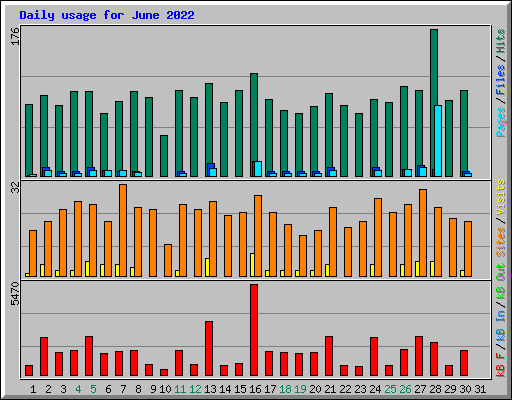 Daily usage for June 2022
176
Pages / Files / Hits
32
Sites / Visits
5470
kB F / kB In / kB Out
1 2 3 4 5 6 7 8 9 10 11 12 13 14 15 16 17 18 19 20 21 22 23 24 25 26 27 28 29 30 31